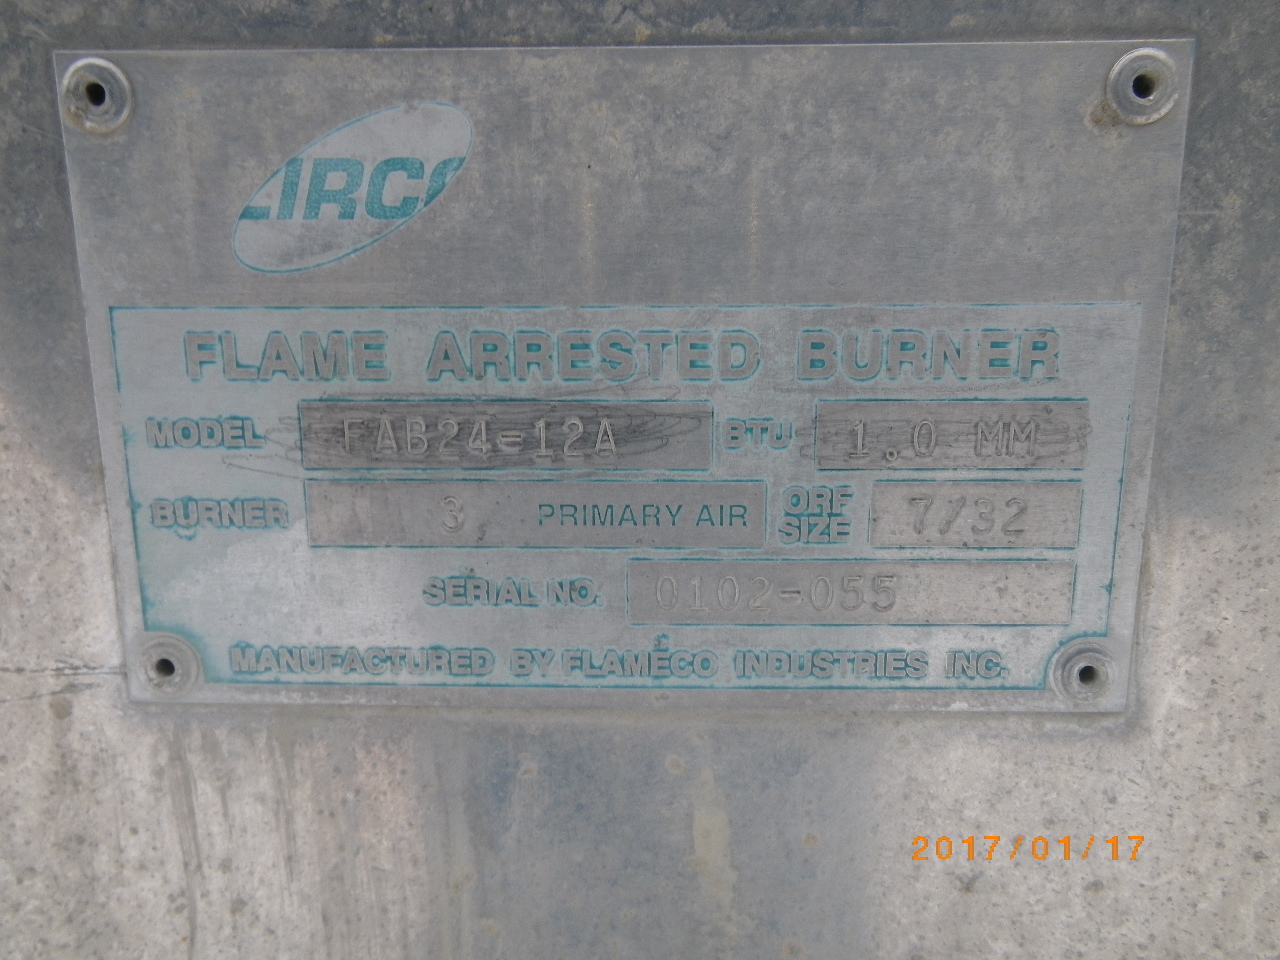 ZIRCO
FLAME ARRESTED BURNER
MODEL FAB24-12A BTU 1.0 MM
BURNER 3 PRIMARY AIR ORF SIZE 7/32
SERIAL NO. 0102-055
MANUFACTURED BY FLAMECO INDUSTRIES INC.
2017/01/17